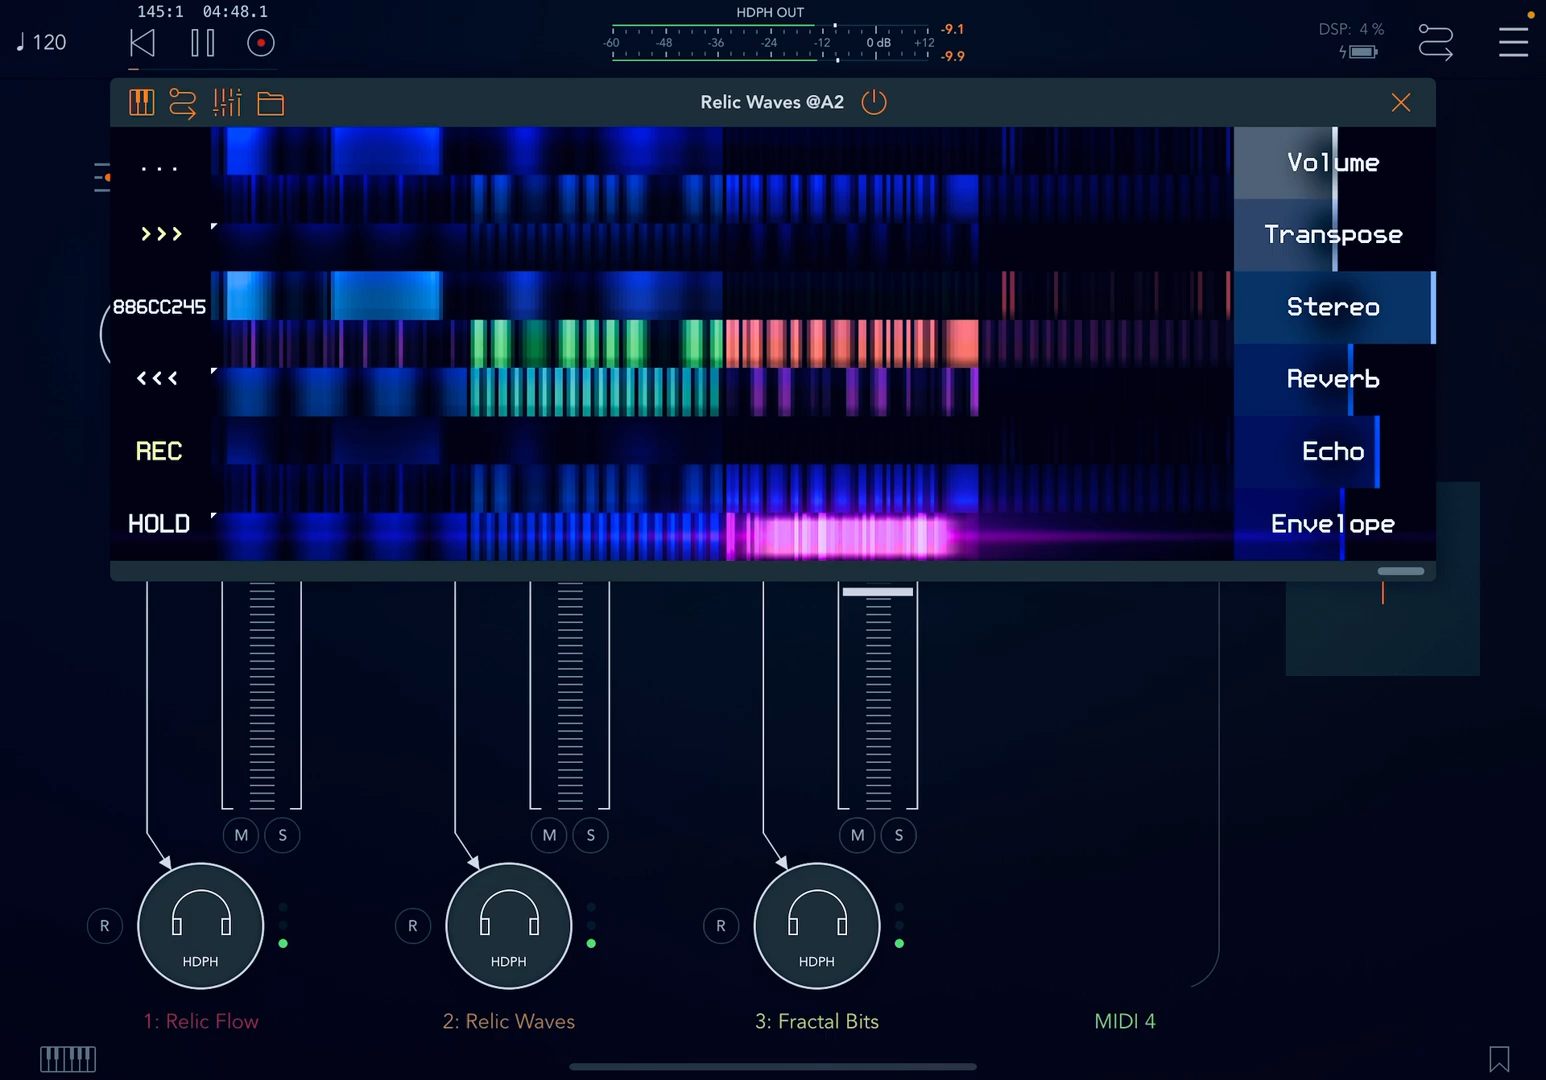 145:1 04:48.1
HDPH OUT
♩ 120
-60 -48 -36 -24 -12 0 dB +12
-9.1
-9.9
DSP: 4 %
Relic Waves @A2
...
>>>
886CC245
<<<
REC
HOLD
Volume
Transpose
Stereo
Reverb
Echo
Envelope
M S M S M S
R HDPH R HDPH R HDPH
1: Relic Flow 2: Relic Waves 3: Fractal Bits MIDI 4